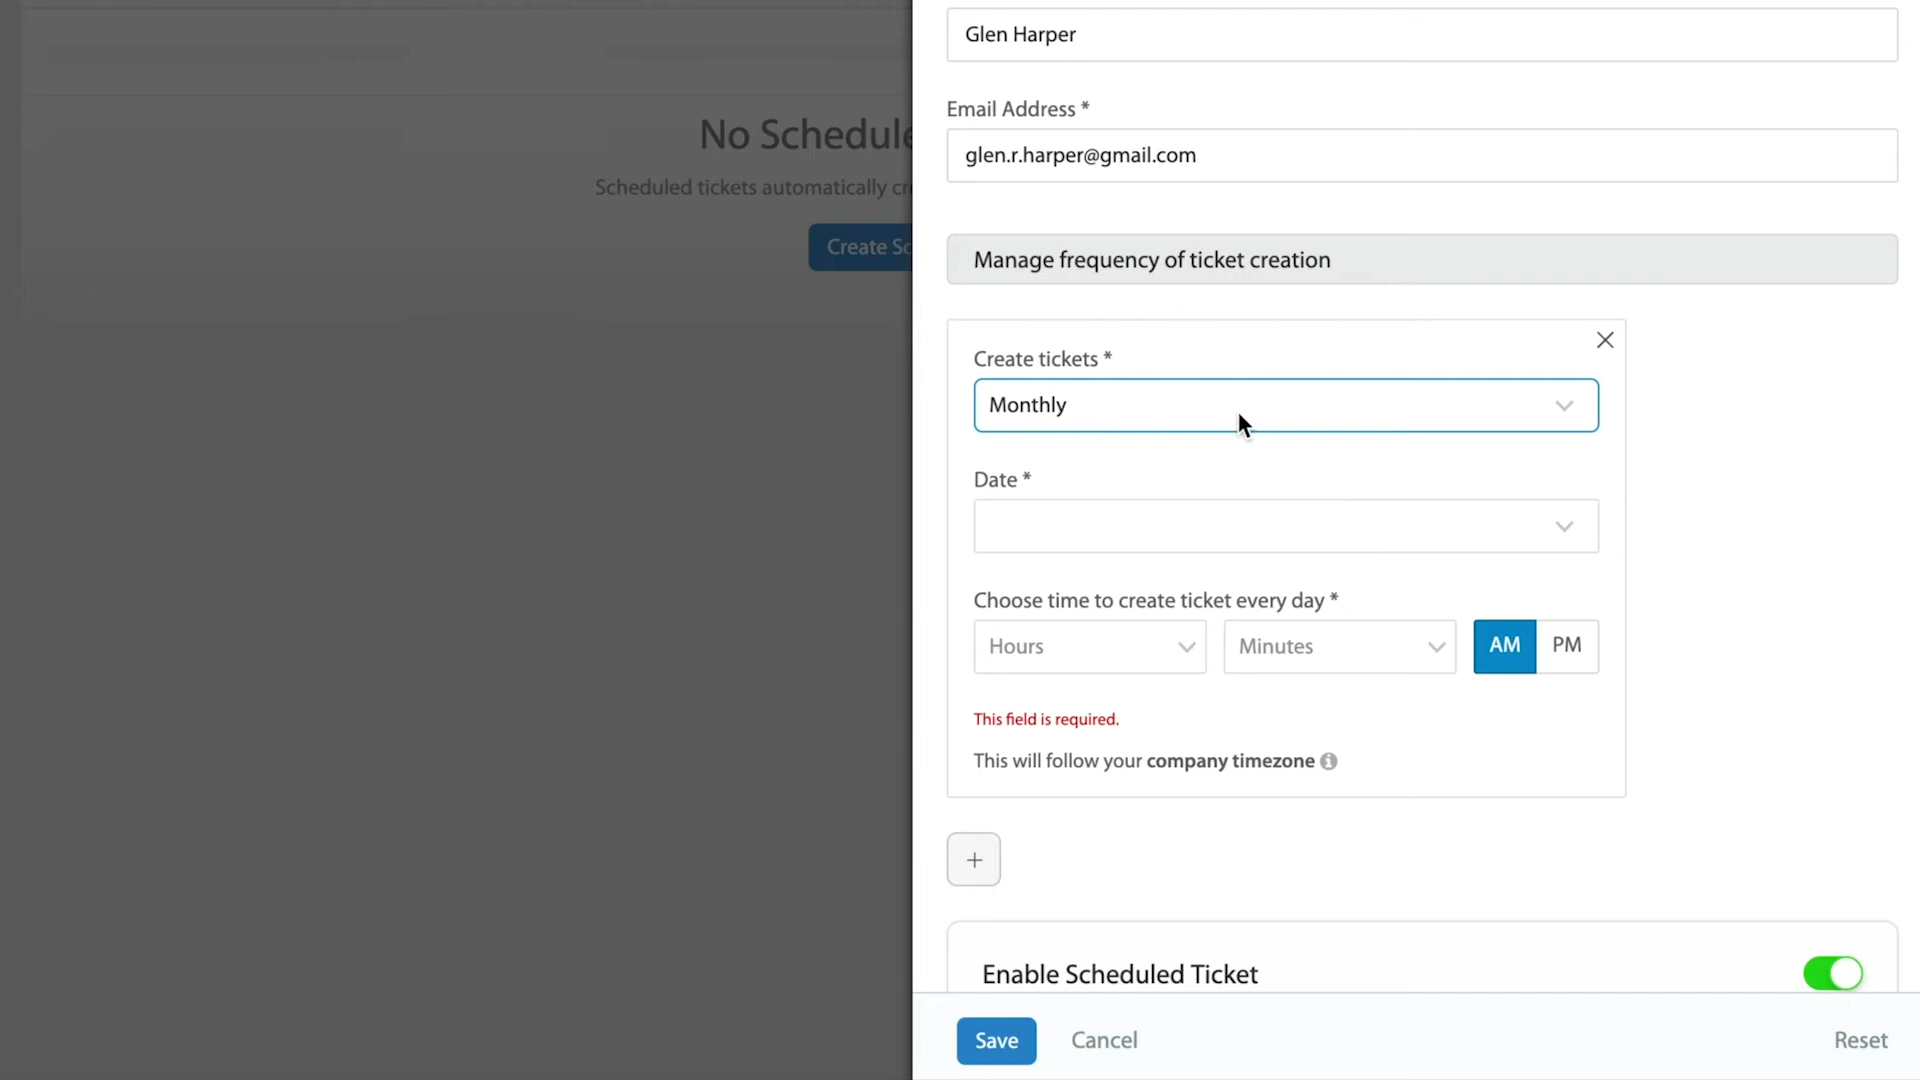 Glen Harper
Email Address *
glen.r.harper@gmail.com
No Schedule
Scheduled tickets automatically cr
Create Sc
Manage frequency of ticket creation
Create tickets *
Monthly
Date *
Choose time to create ticket every day *
Hours
Minutes
AM
PM
This field is required.
This will follow your company timezone
Enable Scheduled Ticket
Save
Cancel
Reset